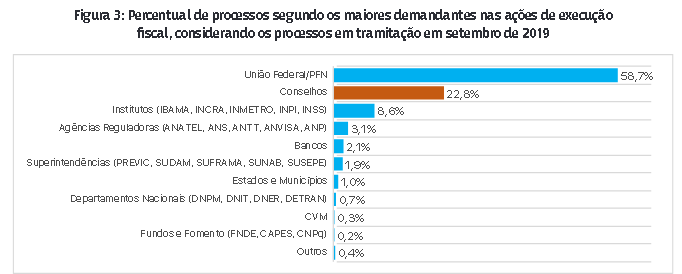 Figura 3: Percentual de processos segundo os maiores demandantes nas ações de execução
fiscal, considerando os processos em tramitação em setembro de 2019
União Federal/PFN 58,7%
Conselhos 22,8%
Institutos (IBAMA, INCRA, INMETRO, INPI, INSS) 8,6%
Agências Reguladoras (ANATEL, ANS, ANTT, ANVISA, ANP) 3,1%
Bancos 2,1%
Superintendências (PREVIC, SUDAM, SUFRAMA, SUNAB, SUSEPE) 1,9%
Estados e Municípios 1,0%
Departamentos Nacionais (DNPM, DNIT, DNER, DETRAN) 0,7%
CVM 0,3%
Fundos e Fomento (FNDE, CAPES, CNPq) 0,2%
Outros 0,4%